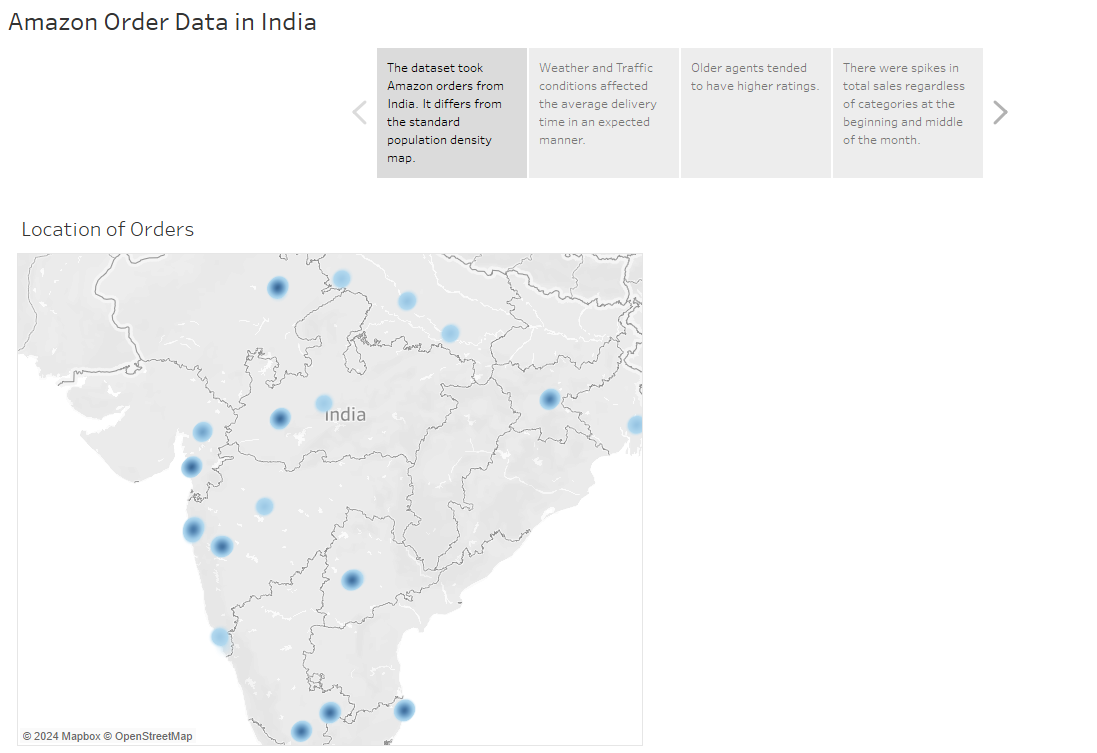 Amazon Order Data in India
The dataset took
Amazon orders from
India. It differs from
the standard
population density
map.
Weather and Traffic
conditions affected
the average delivery
time in an expected
manner.
Older agents tended
to have higher ratings.
There were spikes in
total sales regardless
of categories at the
beginning and middle
of the month.
Location of Orders
India
© 2024 Mapbox © OpenStreetMap